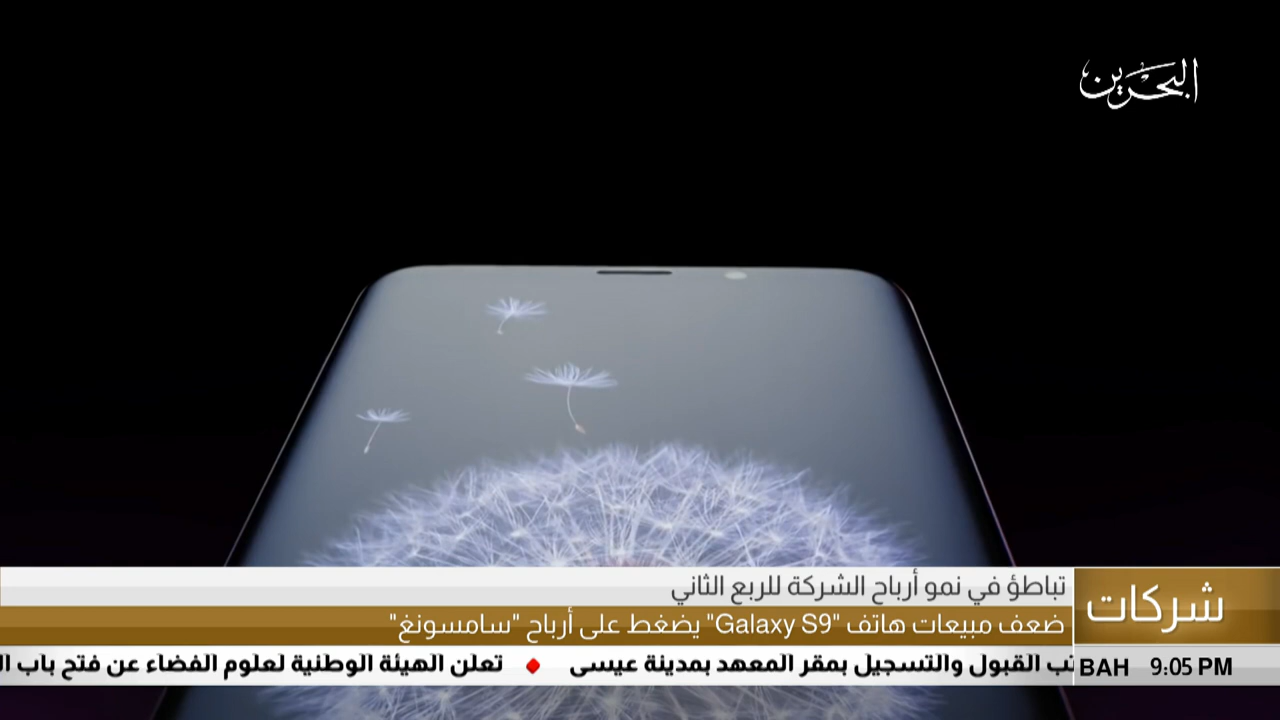 البحرين
تباطؤ في نمو أرباح الشركة للربع الثاني
شركات
ضعف مبيعات هاتف "Galaxy S9" يضغط على أرباح "سامسونغ"
القبول والتسجيل بمقر المعهد بمدينة عيسى ♦ تعلن الهيئة الوطنية لعلوم الفضاء عن فتح باب
BAH 9:05 PM